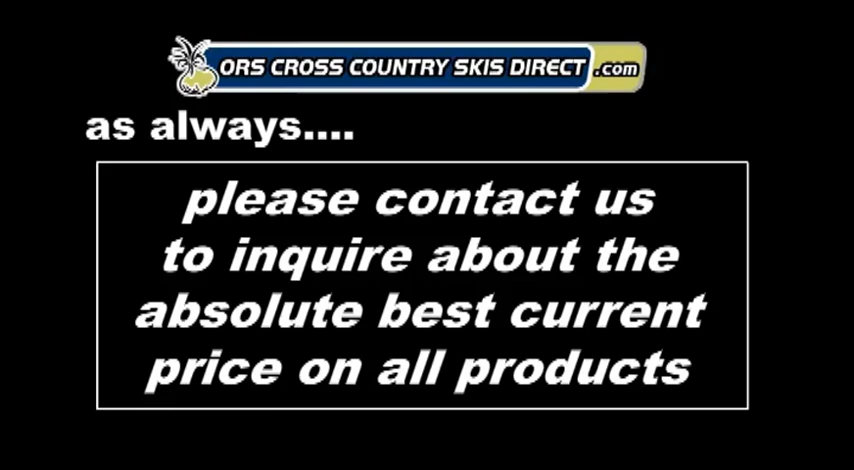 ORS CROSS COUNTRY SKIS DIRECT .com
as always....
please contact us
to inquire about the
absolute best current
price on all products